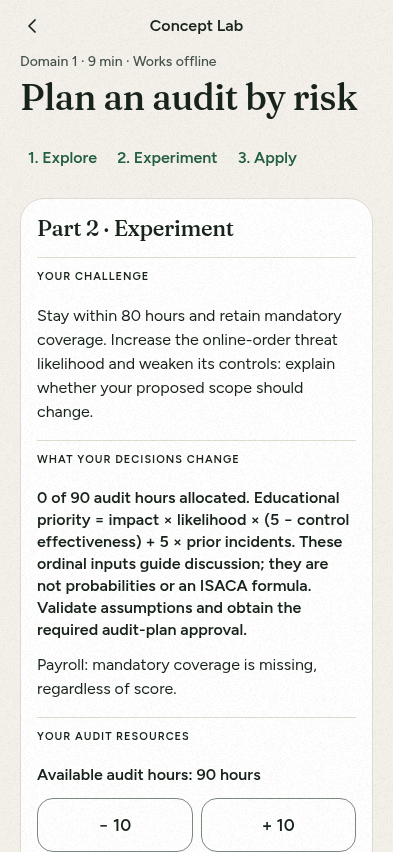 Concept Lab
Domain 1 · 9 min · Works offline
Plan an audit by risk
1. Explore 2. Experiment 3. Apply
Part 2 · Experiment
YOUR CHALLENGE
Stay within 80 hours and retain mandatory
coverage. Increase the online-order threat
likelihood and weaken its controls: explain
whether your proposed scope should
change.
WHAT YOUR DECISIONS CHANGE
0 of 90 audit hours allocated. Educational
priority = impact × likelihood × (5 − control
effectiveness) + 5 × prior incidents. These
ordinal inputs guide discussion; they are
not probabilities or an ISACA formula.
Validate assumptions and obtain the
required audit-plan approval.
Payroll: mandatory coverage is missing,
regardless of score.
YOUR AUDIT RESOURCES
Available audit hours: 90 hours
− 10 + 10